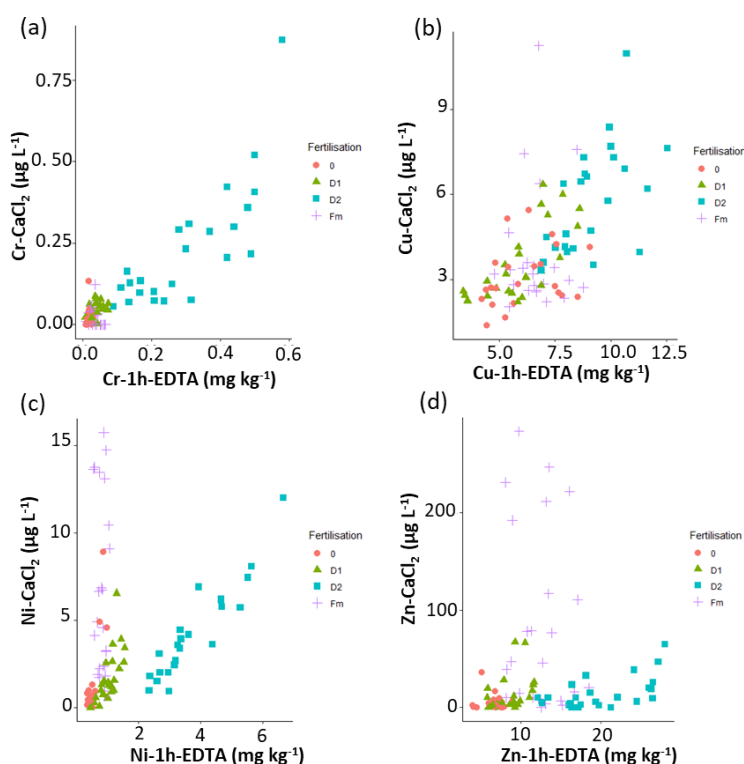 (a)
Cr-CaCl₂ (µg L⁻¹)
0.75
0.50
0.25
0.00
0.0 0.2 0.4 0.6
Cr-1h-EDTA (mg kg⁻¹)
Fertilisation
0
D1
D2
Fm
(b)
Cu-CaCl₂ (µg L⁻¹)
9
6
3
5.0 7.5 10.0 12.5
Cu-1h-EDTA (mg kg⁻¹)
Fertilisation
0
D1
D2
Fm
(c)
Ni-CaCl₂ (µg L⁻¹)
15
10
5
0
2 4 6
Ni-1h-EDTA (mg kg⁻¹)
Fertilisation
0
D1
D2
Fm
(d)
Zn-CaCl₂ (µg L⁻¹)
200
100
0
10 20
Zn-1h-EDTA (mg kg⁻¹)
Fertilisation
0
D1
D2
Fm